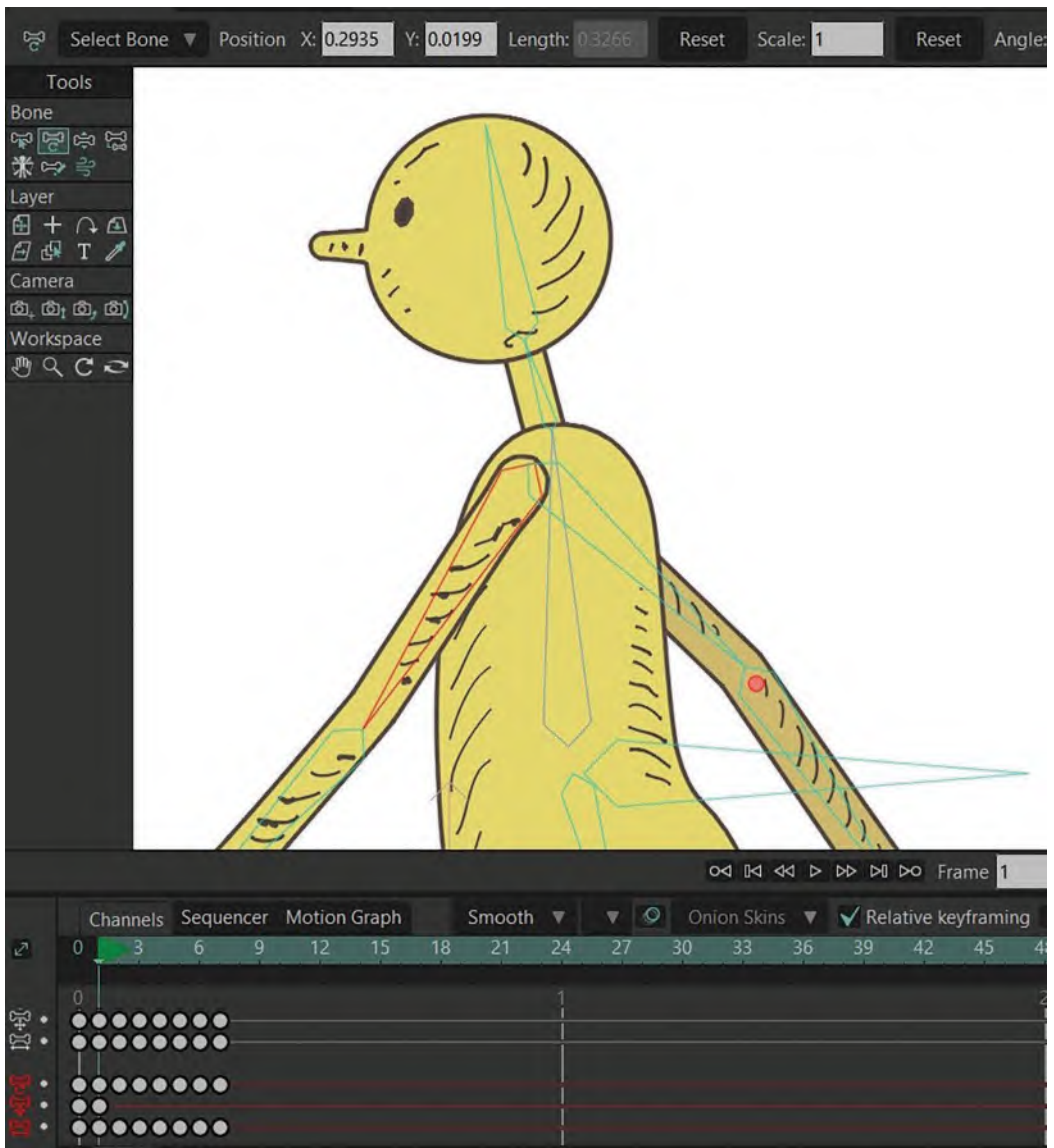 Select Bone Position X: 0.2935 Y: 0.0199 Length: 0.3266 Reset Scale: 1 Reset Angle:
Tools
Bone
Layer
T
Camera
Workspace
Frame 1
Channels Sequencer Motion Graph Smooth Onion Skins Relative keyframing
0 3 6 9 12 15 18 21 24 27 30 33 36 39 42 45 48
0 1 2